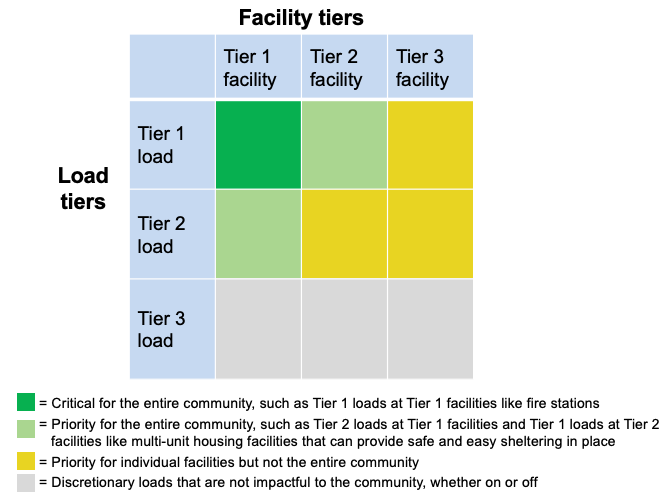 Facility tiers
Tier 1
facility
Tier 2
facility
Tier 3
facility
Load
tiers
Tier 1
load
Tier 2
load
Tier 3
load
= Critical for the entire community, such as Tier 1 loads at Tier 1 facilities like fire stations
= Priority for the entire community, such as Tier 2 loads at Tier 1 facilities and Tier 1 loads at Tier 2
facilities like multi-unit housing facilities that can provide safe and easy sheltering in place
= Priority for individual facilities but not the entire community
= Discretionary loads that are not impactful to the community, whether on or off